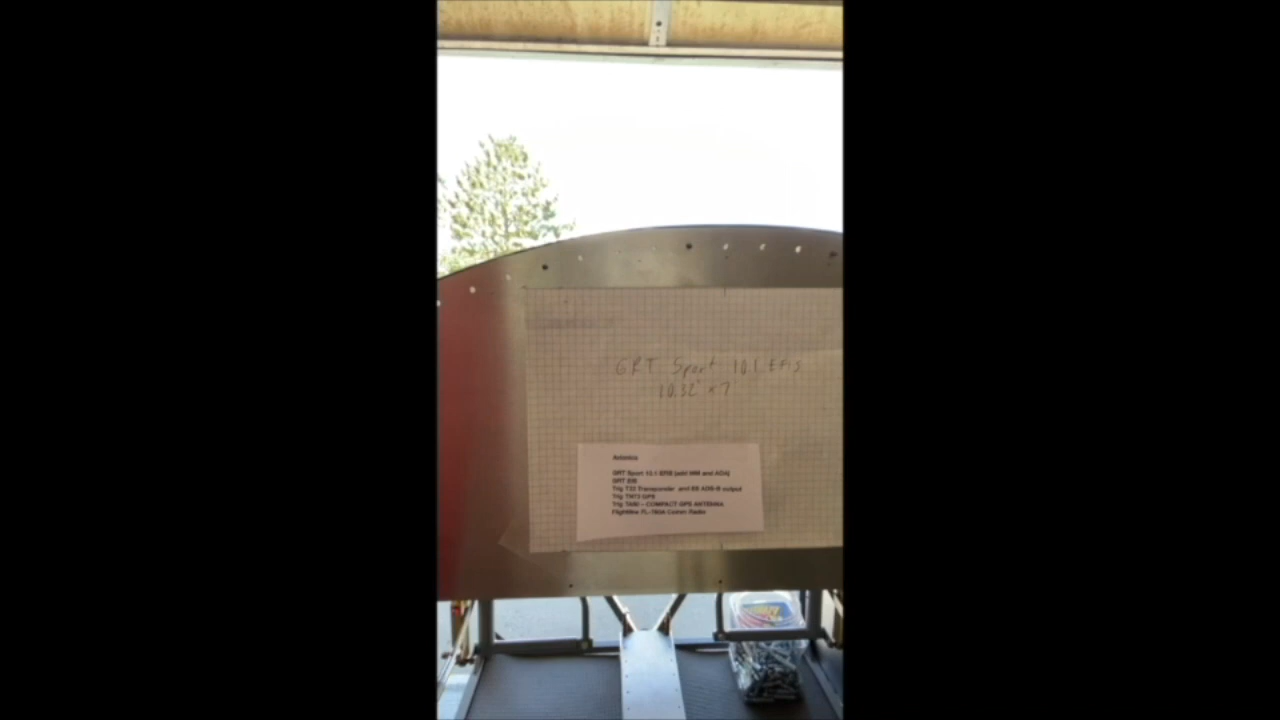 GRT Sport 10.1 EFIS
10.32" x 7
Avionics
GRT Sport 10.1 EFIS (with HW and AOA)
GRT EIS
Trig T22 Transponder and ES ADS-B output
Trig TN72 GPS
Trig TA50 – COMPACT GPS ANTENNA
Flightline FL-760A Comm Radio